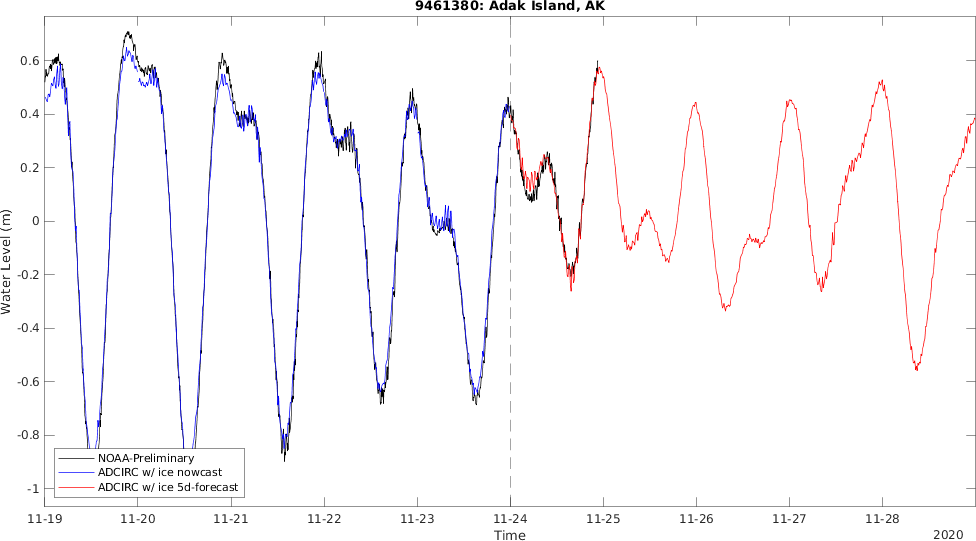 9461380: Adak Island, AK
Water Level (m)
0.6
0.4
0.2
0
-0.2
-0.4
-0.6
-0.8
-1
NOAA-Preliminary
ADCIRC w/ ice nowcast
ADCIRC w/ ice 5d-forecast
11-19 11-20 11-21 11-22 11-23 11-24 11-25 11-26 11-27 11-28
Time
2020